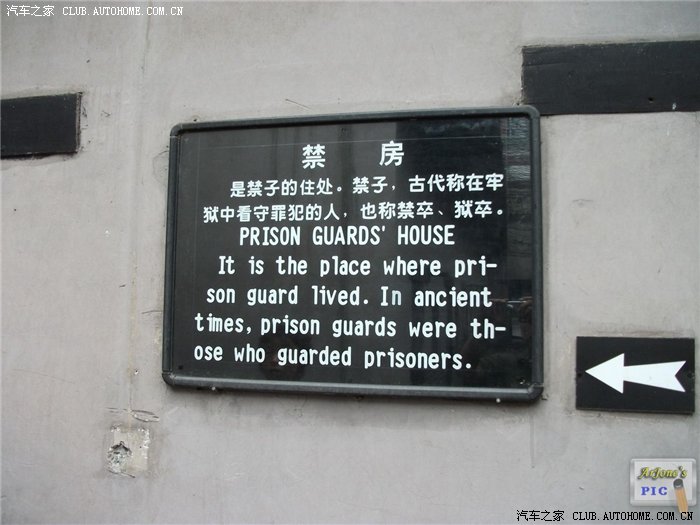 汽车之家 CLUB.AUTOHOME.COM.CN
禁 房
是禁子的住处。禁子，古代称在牢
狱中看守罪犯的人，也称禁卒、狱卒。
PRISON GUARDS' HOUSE
It is the place where pri-
son guard lived. In ancient
times, prison guards were th-
ose who guarded prisoners.
Arjone's
PIC
汽车之家 CLUB.AUTOHOME.COM.CN